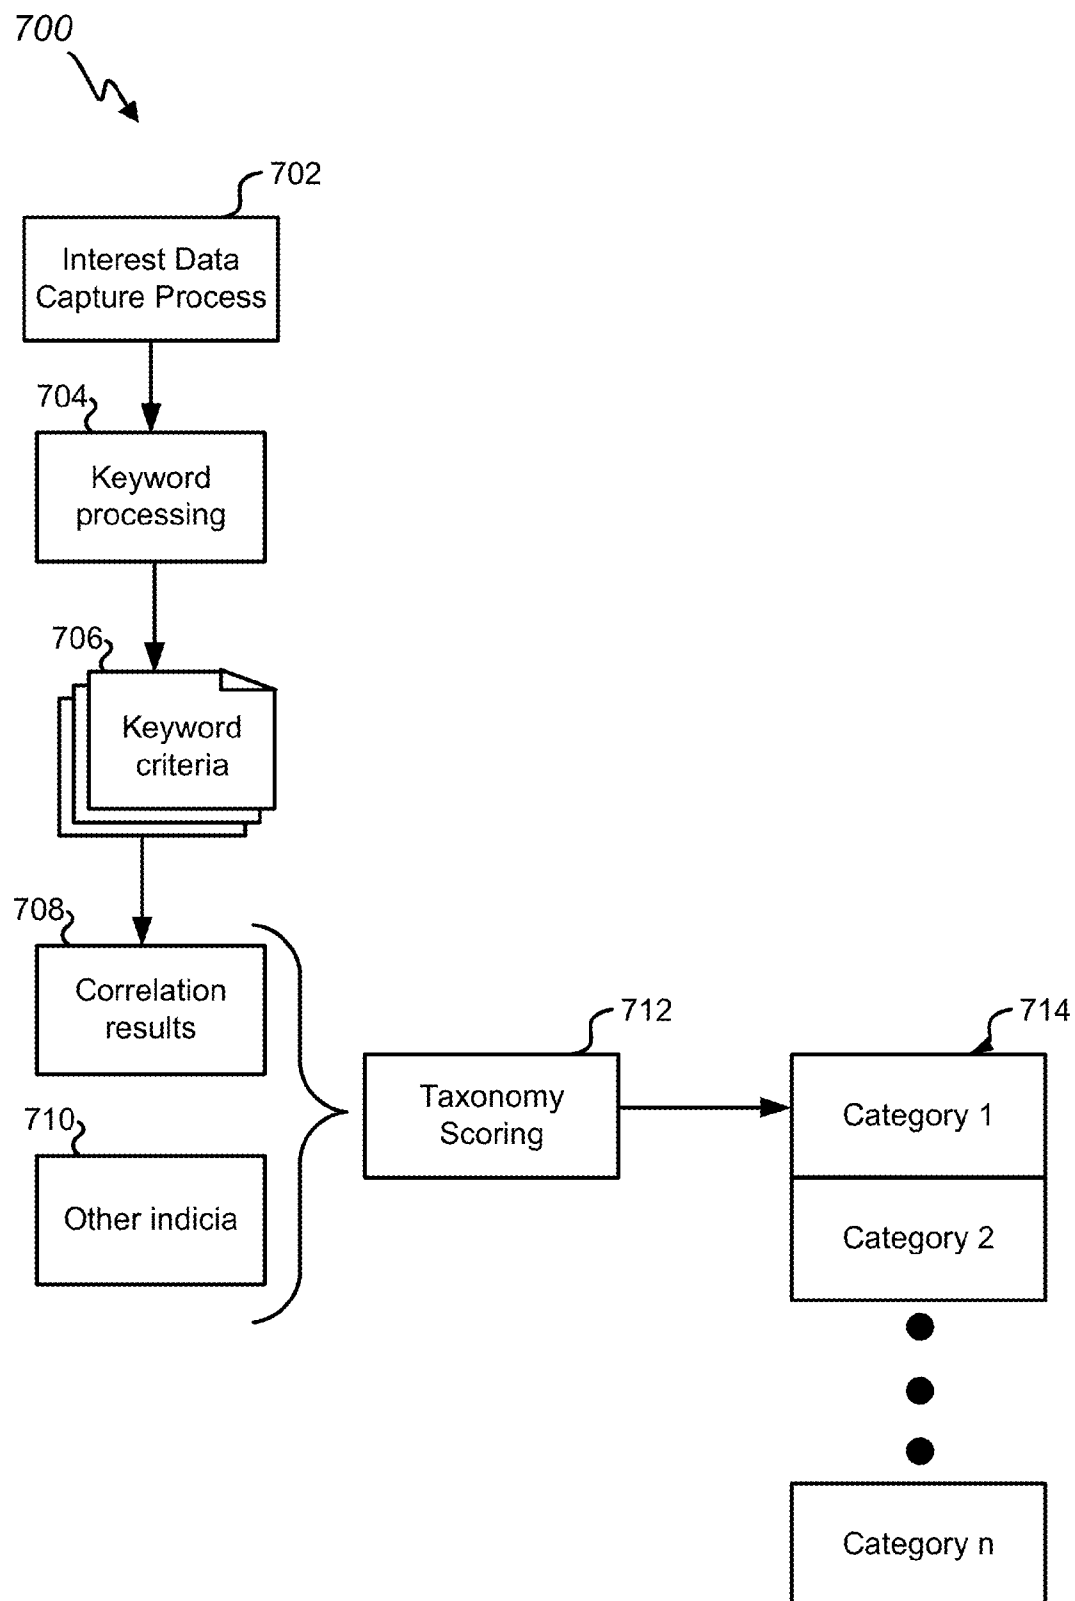 700
702
Interest Data
Capture Process
704
Keyword
processing
706
Keyword
criteria
708
Correlation
results
710
Other indicia
712
Taxonomy
Scoring
714
Category 1
Category 2
Category n